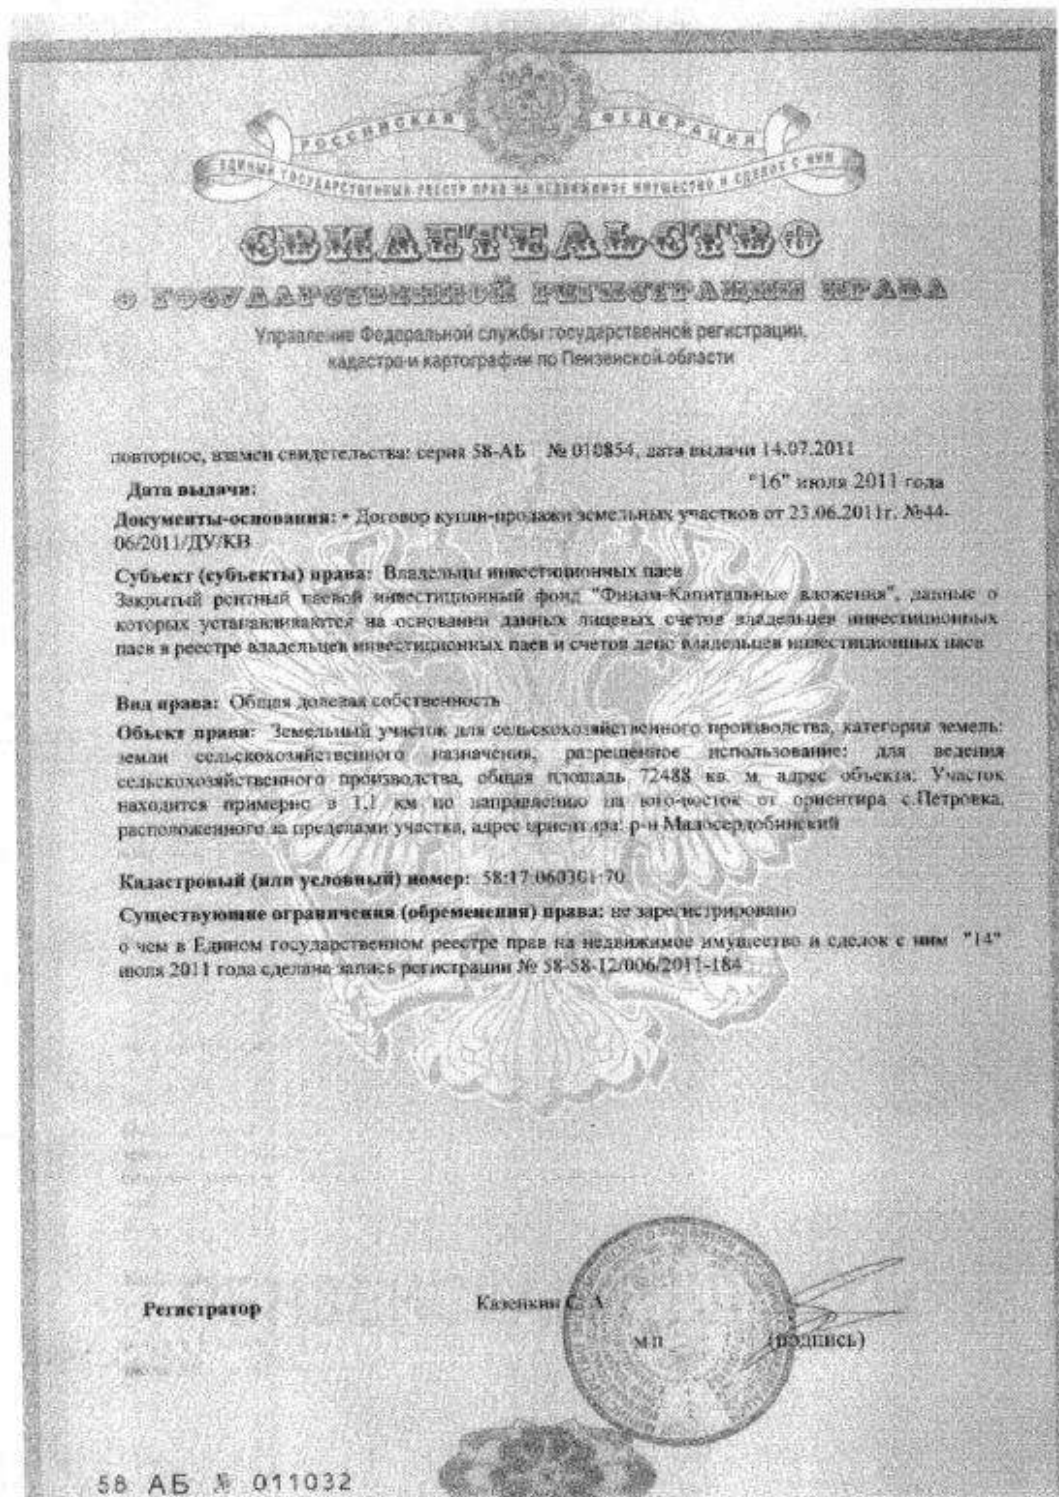 РОССИЙСКАЯ ФЕДЕРАЦИЯ
ЕДИНЫЙ ГОСУДАРСТВЕННЫЙ РЕЕСТР ПРАВ НА НЕДВИЖИМОЕ ИМУЩЕСТВО И СДЕЛОК С НИМ
СВИДЕТЕЛЬСТВО
О ГОСУДАРСТВЕННОЙ РЕГИСТРАЦИИ ПРАВА
Управление Федеральной службы государственной регистрации,
кадастра и картографии по Пензенской области
повторное, взамен свидетельства: серия 58-АБ № 010854, дата выдачи 14.07.2011
Дата выдачи: "16" июля 2011 года
Документы-основания: • Договор купли-продажи земельных участков от 23.06.2011г. №44-
06/2011/ДУ/КВ
Субъект (субъекты) права: Владельцы инвестиционных паев
Закрытый рентный паевой инвестиционный фонд "Финам-Капитальные вложения", данные о
которых устанавливаются на основании данных лицевых счетов владельцев инвестиционных
паев в реестре владельцев инвестиционных паев и счетов депо владельцев инвестиционных паев
Вид права: Общая долевая собственность
Объект права: Земельный участок для сельскохозяйственного производства, категория земель:
земли сельскохозяйственного назначения, разрешенное использование: для ведения
сельскохозяйственного производства, общая площадь 72488 кв. м, адрес объекта: Участок
находится примерно в 1,1 км по направлению на юго-восток от ориентира с.Петровка,
расположенного за пределами участка, адрес ориентира: р-н Малосердобинский
Кадастровый (или условный) номер: 58:17:060301:70
Существующие ограничения (обременения) права: не зарегистрировано
о чем в Едином государственном реестре прав на недвижимое имущество и сделок с ним "14"
июля 2011 года сделана запись регистрации № 58-58-12/006/2011-184
Регистратор Казенкин С. А
М П (подпись)
58 АБ № 011032